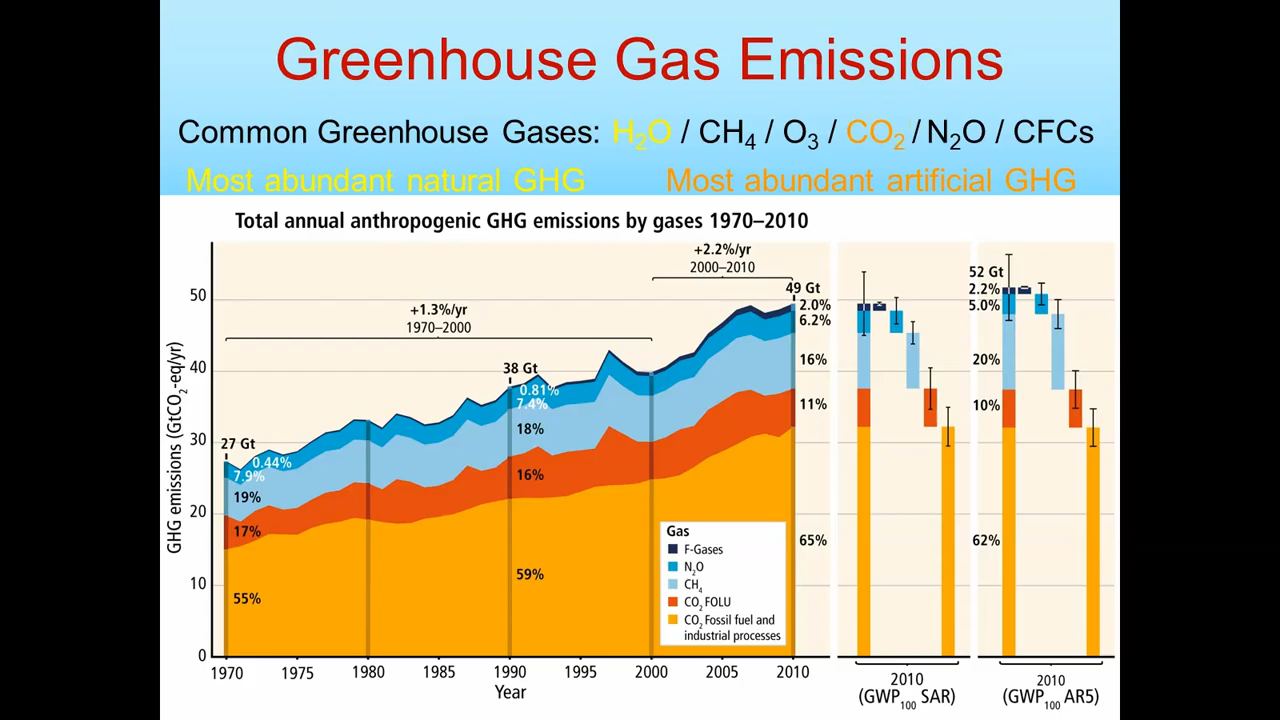 Greenhouse Gas Emissions
Common Greenhouse Gases: H₂O / CH₄ / O₃ / CO₂ / N₂O / CFCs
Most abundant natural GHG
Most abundant artificial GHG
Total annual anthropogenic GHG emissions by gases 1970–2010
GHG emissions (GtCO₂-eq/yr)
50
40
30
20
10
0
+1.3%/yr
1970–2000
+2.2%/yr
2000–2010
27 Gt
0.44%
7.9%
19%
17%
55%
38 Gt
0.81%
7.4%
18%
16%
59%
49 Gt
2.0%
6.2%
16%
11%
65%
52 Gt
2.2%
5.0%
20%
10%
62%
Gas
F-Gases
N₂O
CH₄
CO₂ FOLU
CO₂ Fossil fuel and
industrial processes
1970
1975
1980
1985
1990
1995
2000
2005
2010
Year
2010
(GWP₁₀₀ SAR)
2010
(GWP₁₀₀ AR5)